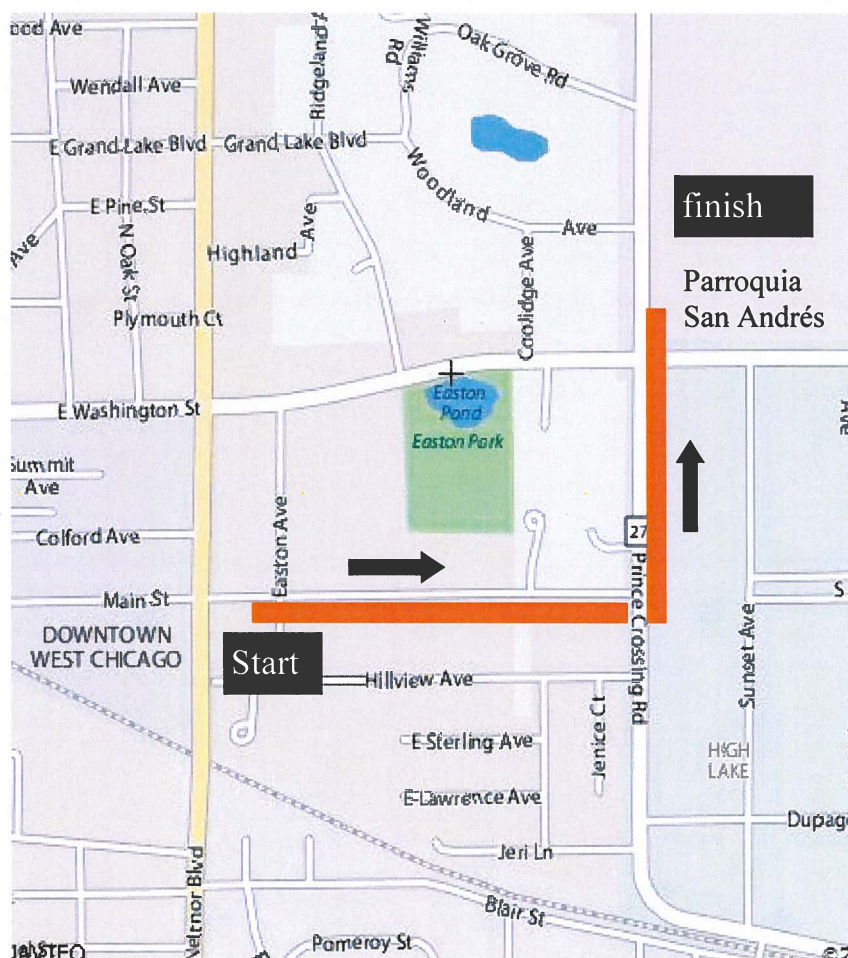 Williams
Rd
Oak Grove Rd
Wendall Ave
Ridgeland
E Grand Lake Blvd
Grand Lake Blvd
Woodland
Ave
E Pine St
N Oak St
Ave
Highland
Ave
finish
Plymouth Ct
Coolidge Ave
Parroquia
San Andrés
E Washington St
Easton
Pond
Easton Park
Summit
Ave
Ave
Colford Ave
Easton Ave
27
Prince Crossing Rd
Main St
S
DOWNTOWN
WEST CHICAGO
Start
Hillview Ave
Sunset Ave
Jenice Ct
E Sterling Ave
HIGH
LAKE
E Lawrence Ave
Dupag
Jeri Ln
Neltnor Blvd
Blair St
Pomeroy St